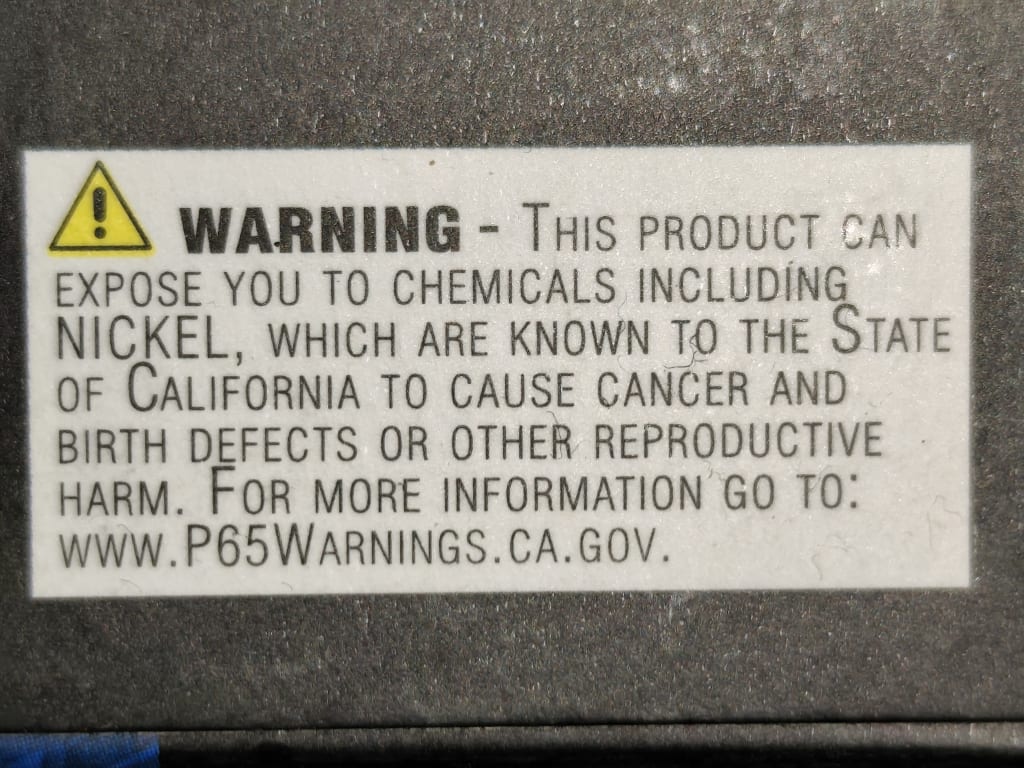 WARNING - THIS PRODUCT CAN
EXPOSE YOU TO CHEMICALS INCLUDING
NICKEL, WHICH ARE KNOWN TO THE STATE
OF CALIFORNIA TO CAUSE CANCER AND
BIRTH DEFECTS OR OTHER REPRODUCTIVE
HARM. FOR MORE INFORMATION GO TO:
WWW.P65WARNINGS.CA.GOV.